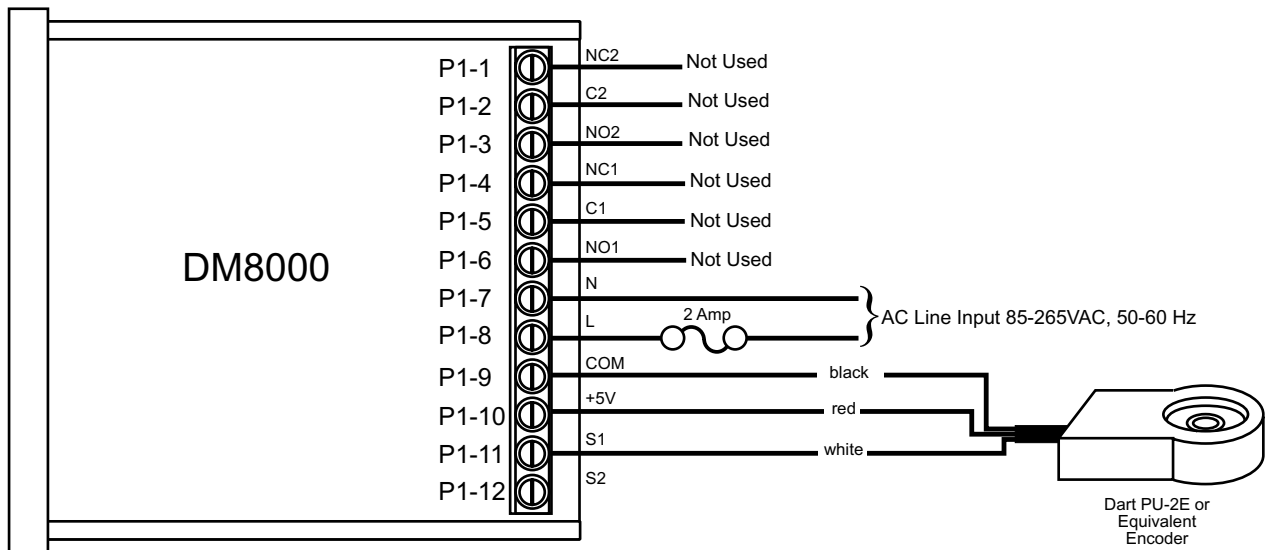 P1-1 NC2 Not Used
P1-2 C2 Not Used
P1-3 NO2 Not Used
P1-4 NC1 Not Used
P1-5 C1 Not Used
DM8000
P1-6 NO1 Not Used
P1-7 N
P1-8 L 2 Amp
AC Line Input 85-265VAC, 50-60 Hz
P1-9 COM black
P1-10 +5V red
P1-11 S1 white
P1-12 S2
Dart PU-2E or
Equivalent
Encoder